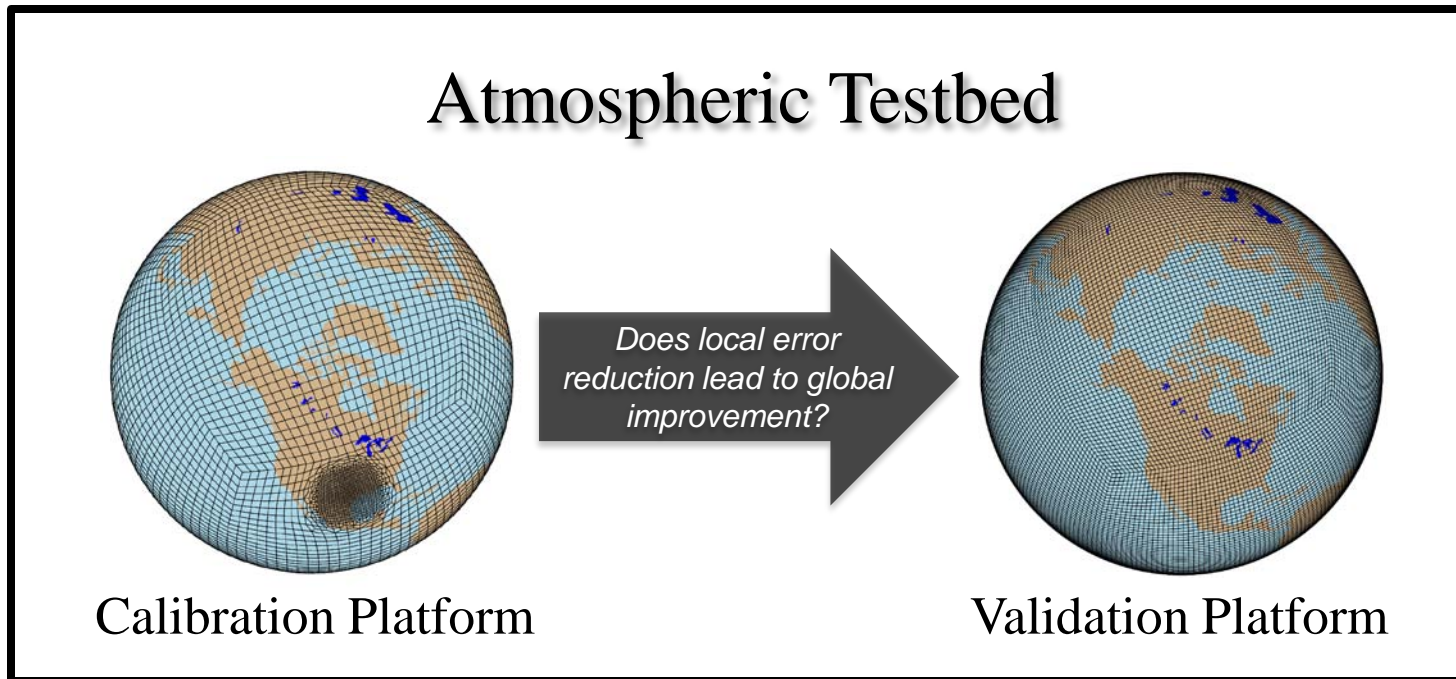 Atmospheric Testbed
Does local error
reduction lead to global
improvement?
Calibration Platform
Validation Platform